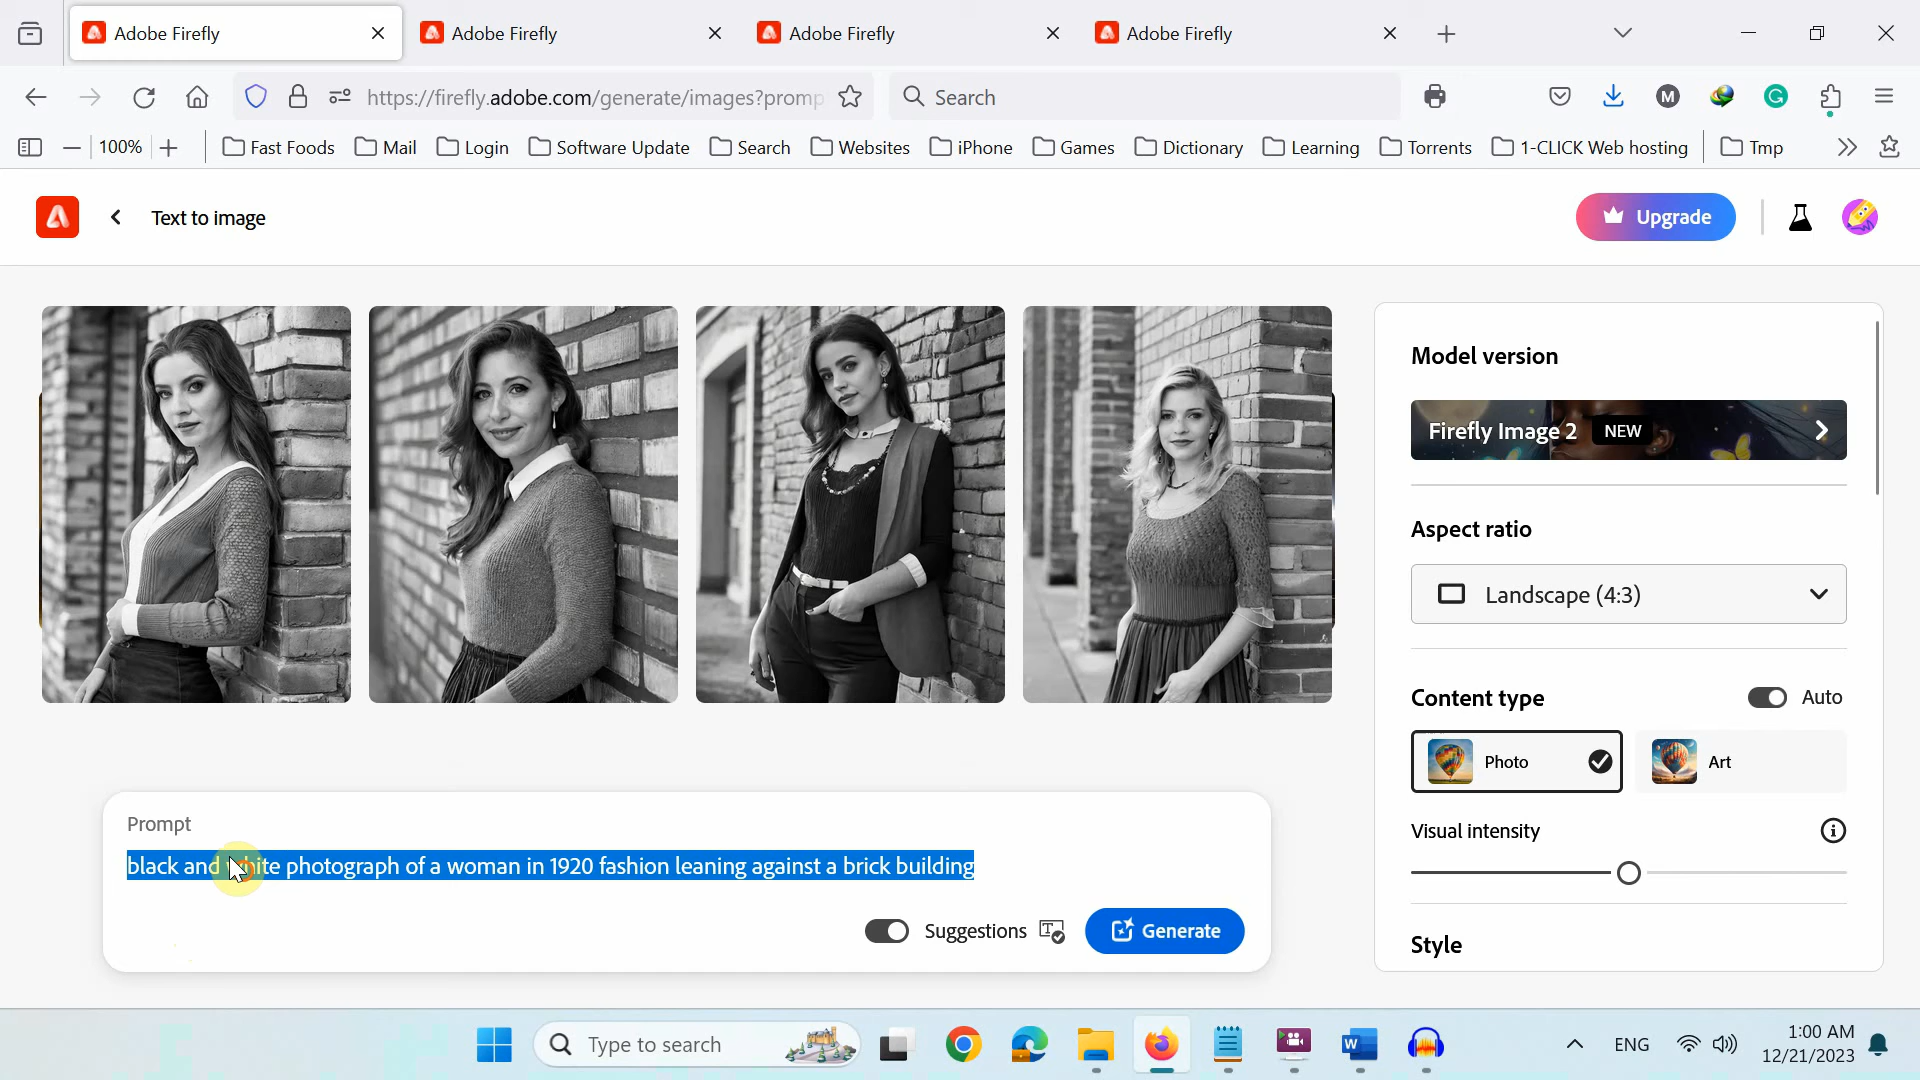 Adobe Firefly
Adobe Firefly
Adobe Firefly
Adobe Firefly
https://firefly.adobe.com/generate/images?promp
Search
M
G
100%
Fast Foods
Mail
Login
Software Update
Search
Websites
iPhone
Games
Dictionary
Learning
Torrents
1-CLICK Web hosting
Tmp
Text to image
Upgrade
Model version
Firefly Image 2 NEW
Aspect ratio
Landscape (4:3)
Content type
Auto
Photo
Art
Visual intensity
Style
Prompt
black and white photograph of a woman in 1920 fashion leaning against a brick building
Suggestions
Generate
Type to search
W
ENG
1:00 AM
12/21/2023